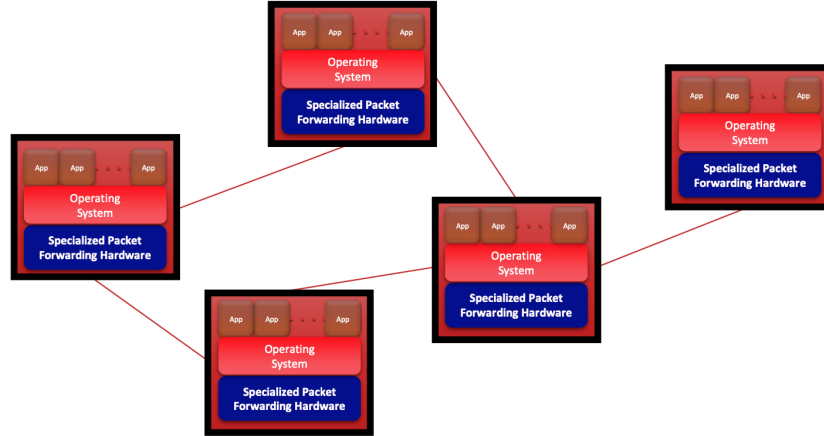 App App App
Operating
System
Specialized Packet
Forwarding Hardware
App App App
Operating
System
Specialized Packet
Forwarding Hardware
App App App
Operating
System
Specialized Packet
Forwarding Hardware
App App App
Operating
System
Specialized Packet
Forwarding Hardware
App App App
Operating
System
Specialized Packet
Forwarding Hardware